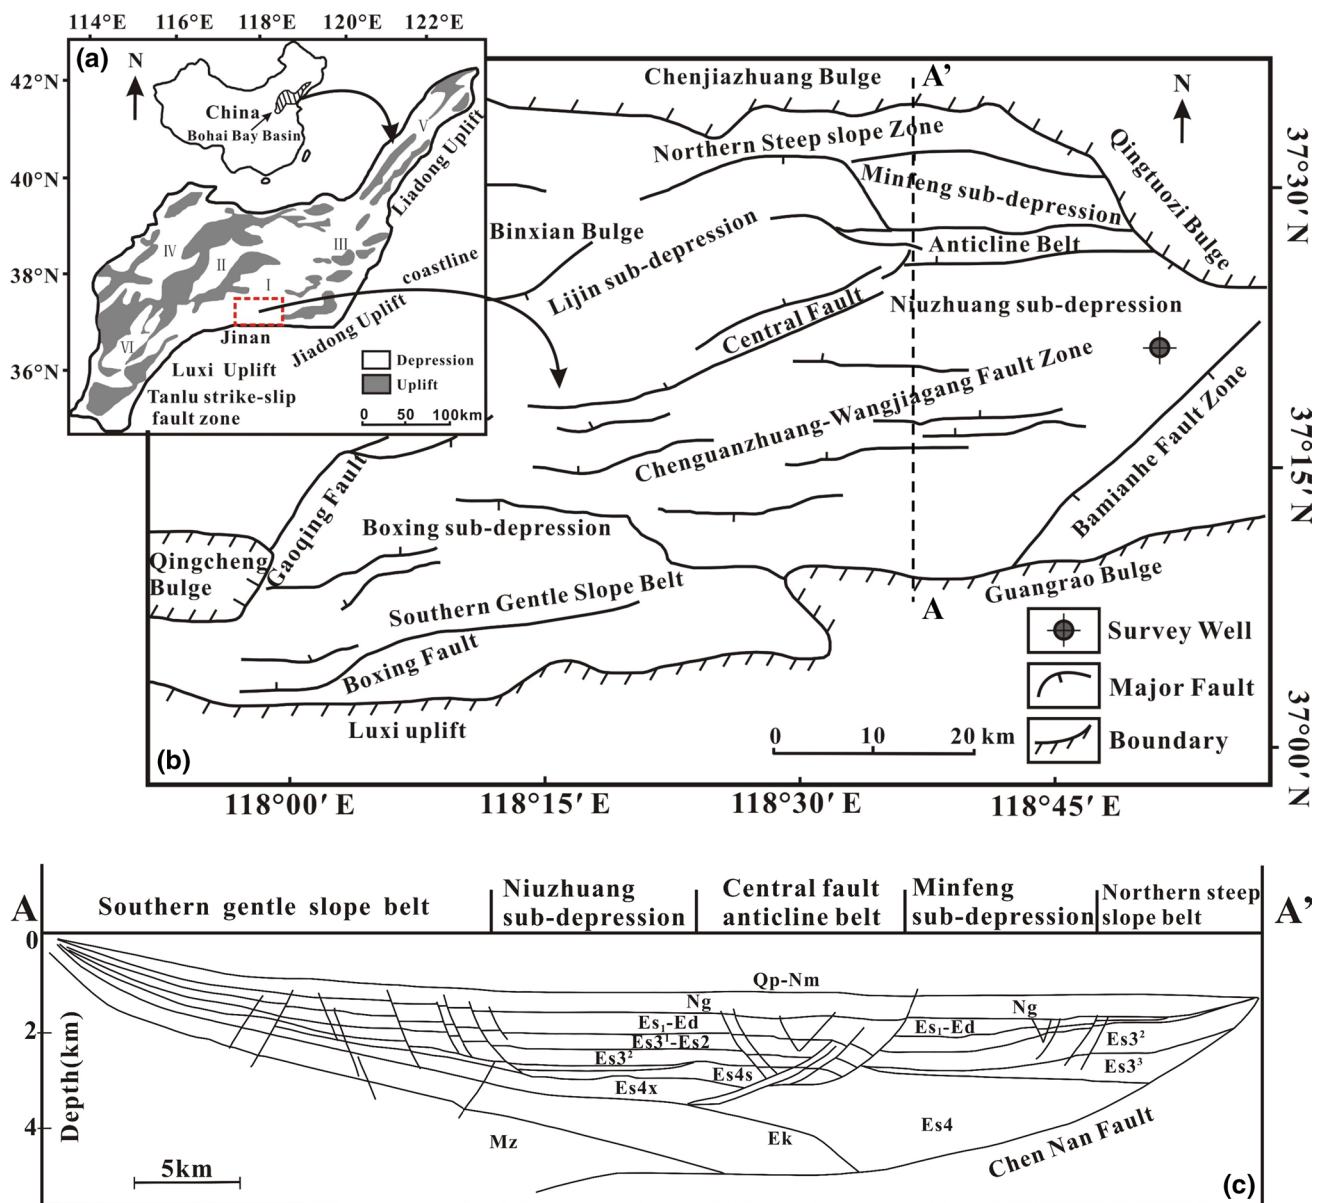 114°E 116°E 118°E 120°E 122°E
(a)
N
42°N
40°N
38°N
36°N
China
Bohai Bay Basin
V
IV
II
III
I
VI
Liadong Uplift
coastline
Jiadong Uplift
Jinan
Luxi Uplift
Tanlu strike-slip
fault zone
Depression
Uplift
0 50 100km
Chenjiazhuang Bulge
A'
N
Northern Steep slope Zone
Qingtuozi Bulge
Minfeng sub-depression
Binxian Bulge
Lijin sub-depression
Anticline Belt
Niuzhuang sub-depression
Central Fault
Chenguanzhuang-Wangjiagang Fault Zone
Bamianhe Fault Zone
Gaoqing Fault
Boxing sub-depression
Qingcheng
Bulge
Southern Gentle Slope Belt
Guangrao Bulge
A
Boxing Fault
Luxi uplift
Survey Well
Major Fault
Boundary
0 10 20 km
(b)
37°30′ N
37°15′ N
37°00′ N
118°00′ E 118°15′ E 118°30′ E 118°45′ E
A
Southern gentle slope belt
Niuzhuang
sub-depression
Central fault
anticline belt
Minfeng
sub-depression
Northern steep
slope belt
A'
0
2
4
Depth(km)
Qp-Nm
Ng
Ng
Es₁-Ed
Es₁-Ed
Es3¹-Es2
Es3²
Es3²
Es3³
Es4s
Es4x
Es4
Mz
Ek
Chen Nan Fault
5km
(c)